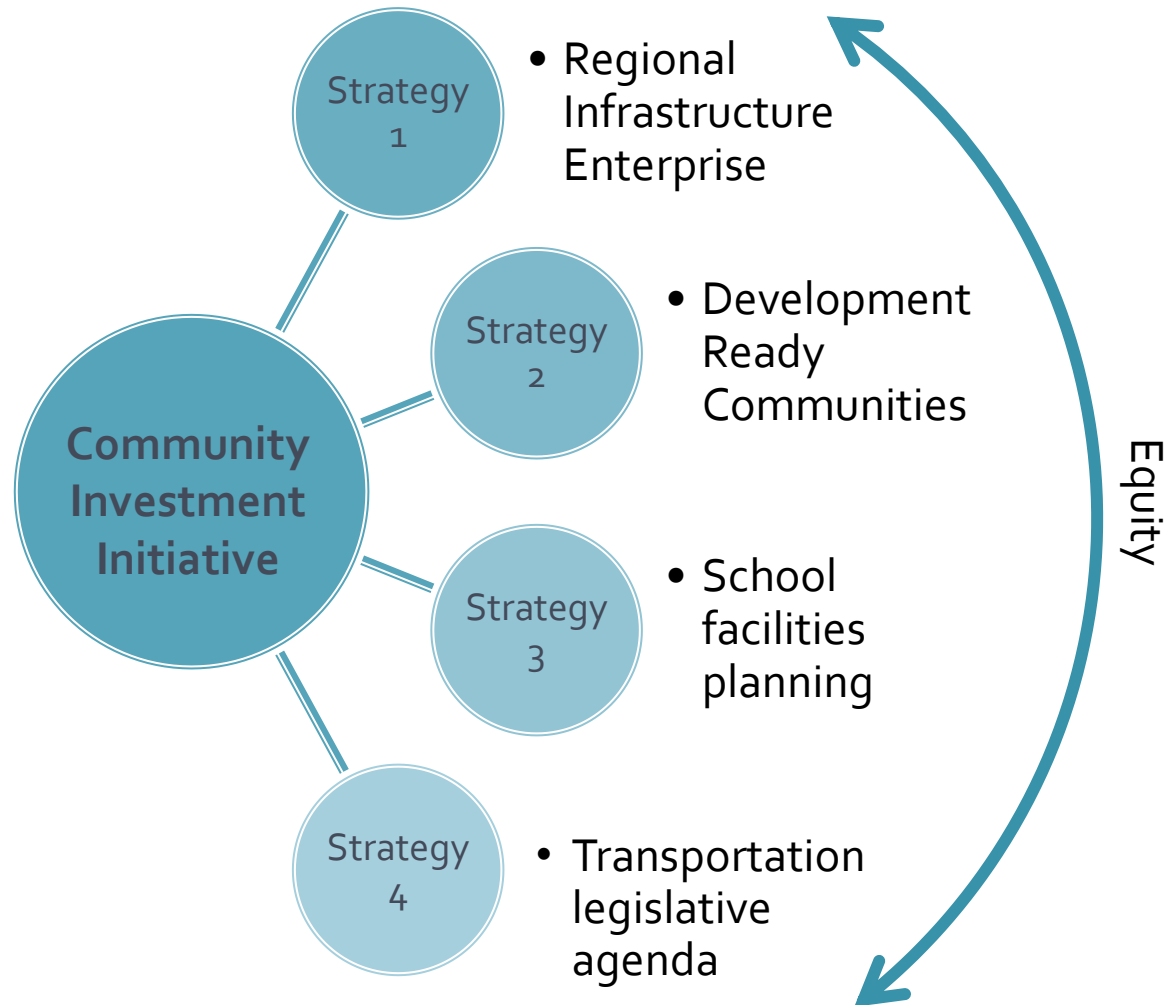 Strategy
1
• Regional
Infrastructure
Enterprise
Strategy
2
• Development
Ready
Communities
Community
Investment
Initiative
Strategy
3
• School
facilities
planning
Strategy
4
• Transportation
legislative
agenda
Equity